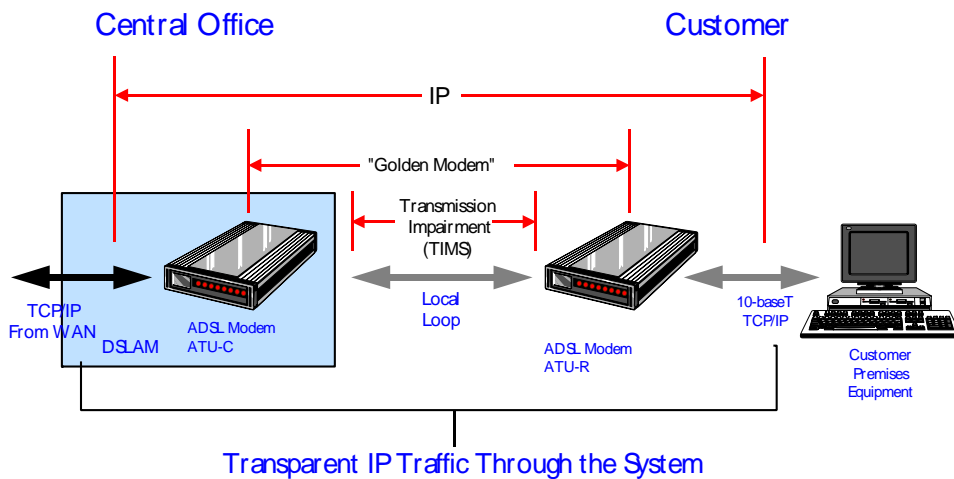 Central Office
Customer
IP
"Golden Modem"
Transmission
Impairment
(TIMS)
TCP/IP
From WAN
DSLAM
ADSL Modem
ATU-C
Local
Loop
ADSL Modem
ATU-R
10-baseT
TCP/IP
Customer
Premises
Equipment
Transparent IP Traffic Through the System